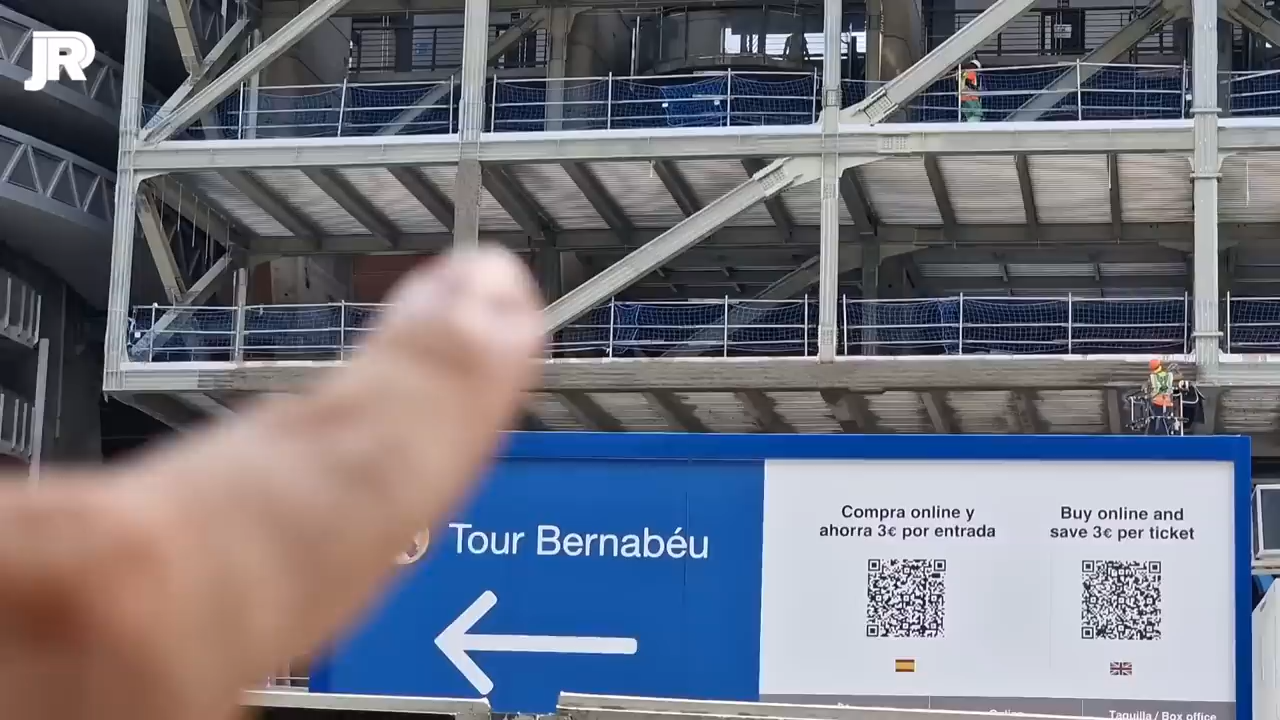 JR
Tour Bernabéu
Compra online y
ahorra 3€ por entrada
Buy online and
save 3€ per ticket
Online
Taquilla / Box office